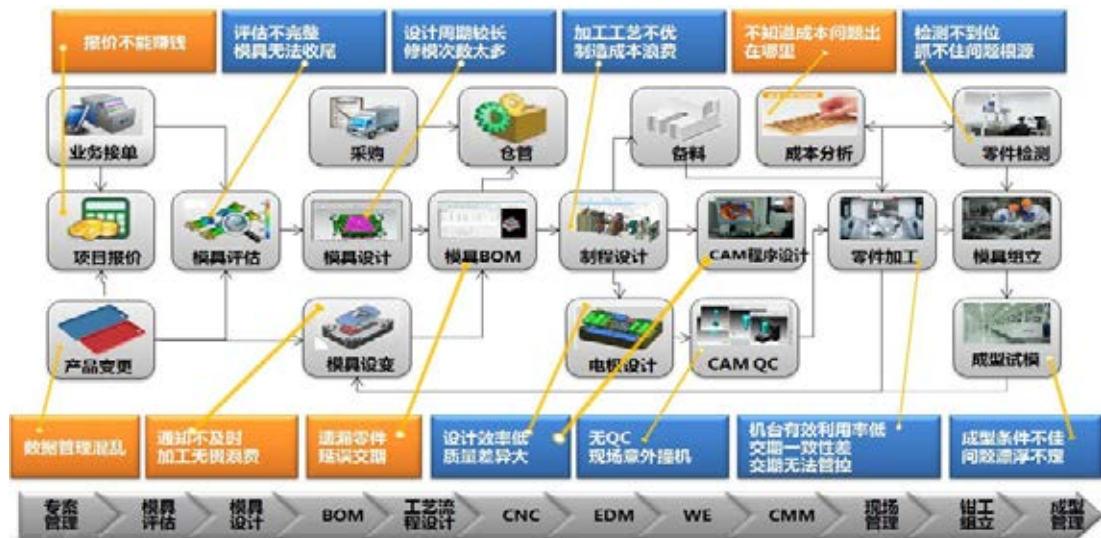 报价不能赚钱
评估不完整
模具无法收尾
设计周期较长
修模次数太多
加工工艺不优
制造成本浪费
不知道成本问题出
在哪里
检测不到位
抓不住问题根源
业务接单
采购
仓管
备料
成本分析
零件检测
项目报价
模具评估
模具设计
模具BOM
制程设计
CAM程序设计
零件加工
模具组立
产品变更
模具设变
电极设计
CAM QC
成型试模
数据管理混乱
通知不及时
加工无畏浪费
遗漏零件
延误交期
设计效率低
质量差异大
无QC
现场意外撞机
机台有效利用率低
交期一致性差
交期无法管控
成型条件不佳
问题漂浮不定
专案
管理
模具
评估
模具
设计
BOM
工艺流
程设计
CNC
EDM
WE
CMM
现场
管理
钳工
组立
成型
管理